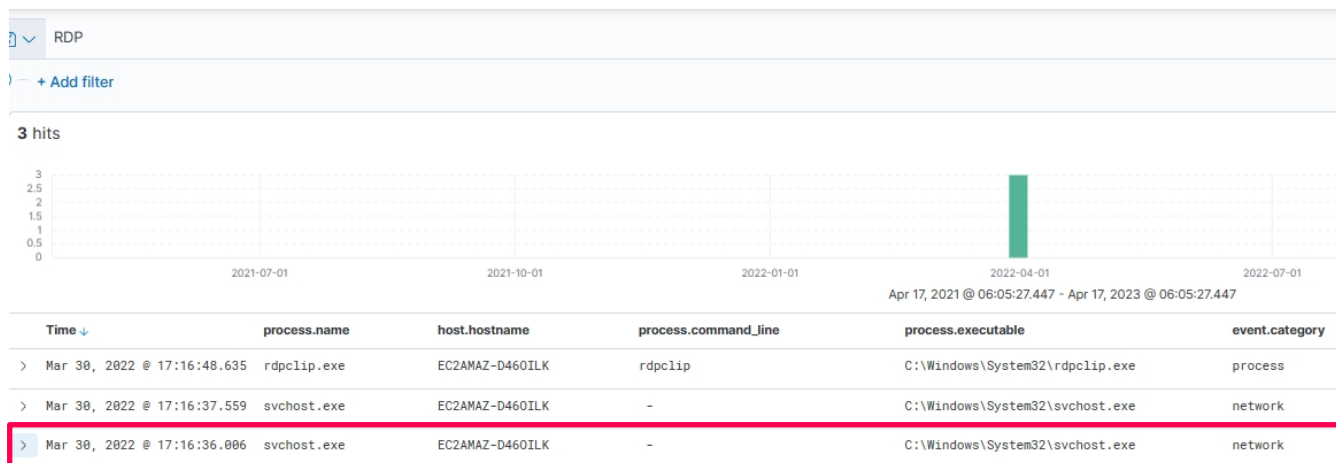 RDP
+ Add filter
3 hits
3
2.5
2
1.5
1
0.5
0
2021-07-01 2021-10-01 2022-01-01 2022-04-01 2022-07-01
Apr 17, 2021 @ 06:05:27.447 - Apr 17, 2023 @ 06:05:27.447
Time process.name host.hostname process.command_line process.executable event.category
Mar 30, 2022 @ 17:16:48.635 rdpclip.exe EC2AMAZ-D46OILK rdpclip C:\Windows\System32\rdpclip.exe process
Mar 30, 2022 @ 17:16:37.559 svchost.exe EC2AMAZ-D46OILK - C:\Windows\System32\svchost.exe network
Mar 30, 2022 @ 17:16:36.006 svchost.exe EC2AMAZ-D46OILK - C:\Windows\System32\svchost.exe network